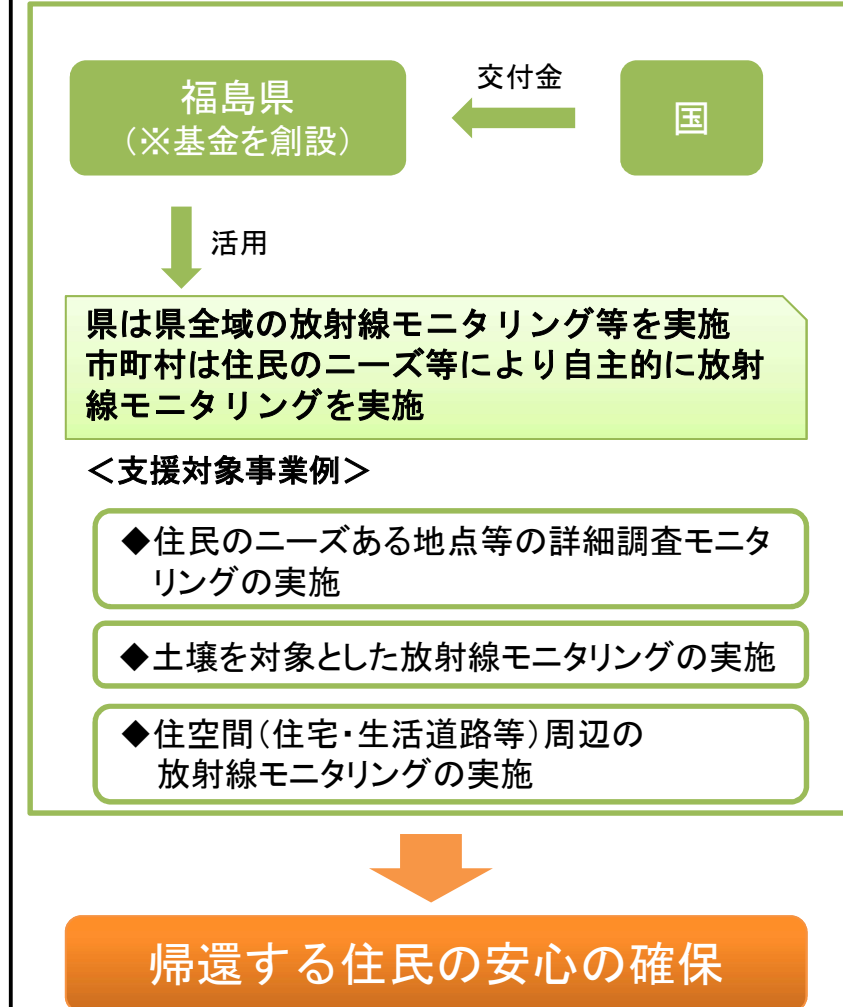 福島県
（※基金を創設）
交付金
国
活用
県は県全域の放射線モニタリング等を実施
市町村は住民のニーズ等により自主的に放射
線モニタリングを実施
＜支援対象事業例＞
◆住民のニーズある地点等の詳細調査モニタ
リングの実施
◆土壌を対象とした放射線モニタリングの実施
◆住空間（住宅・生活道路等）周辺の
放射線モニタリングの実施
帰還する住民の安心の確保